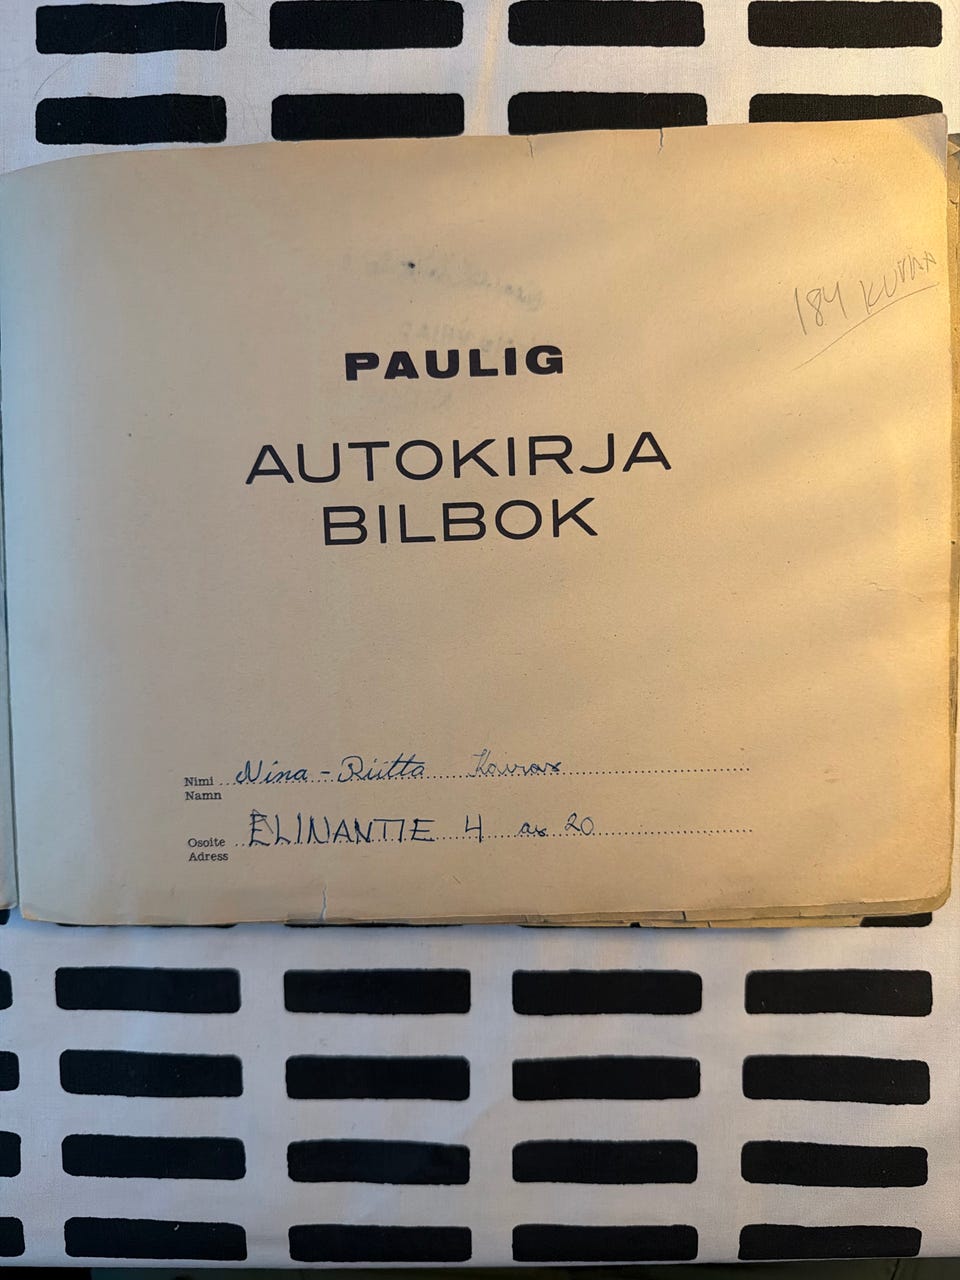 184 KUVAA
PAULIG
AUTOKIRJA
BILBOK
Nimi Nina-Riitta
Namn
Osoite ELINANTIE 4 as 20
Adress